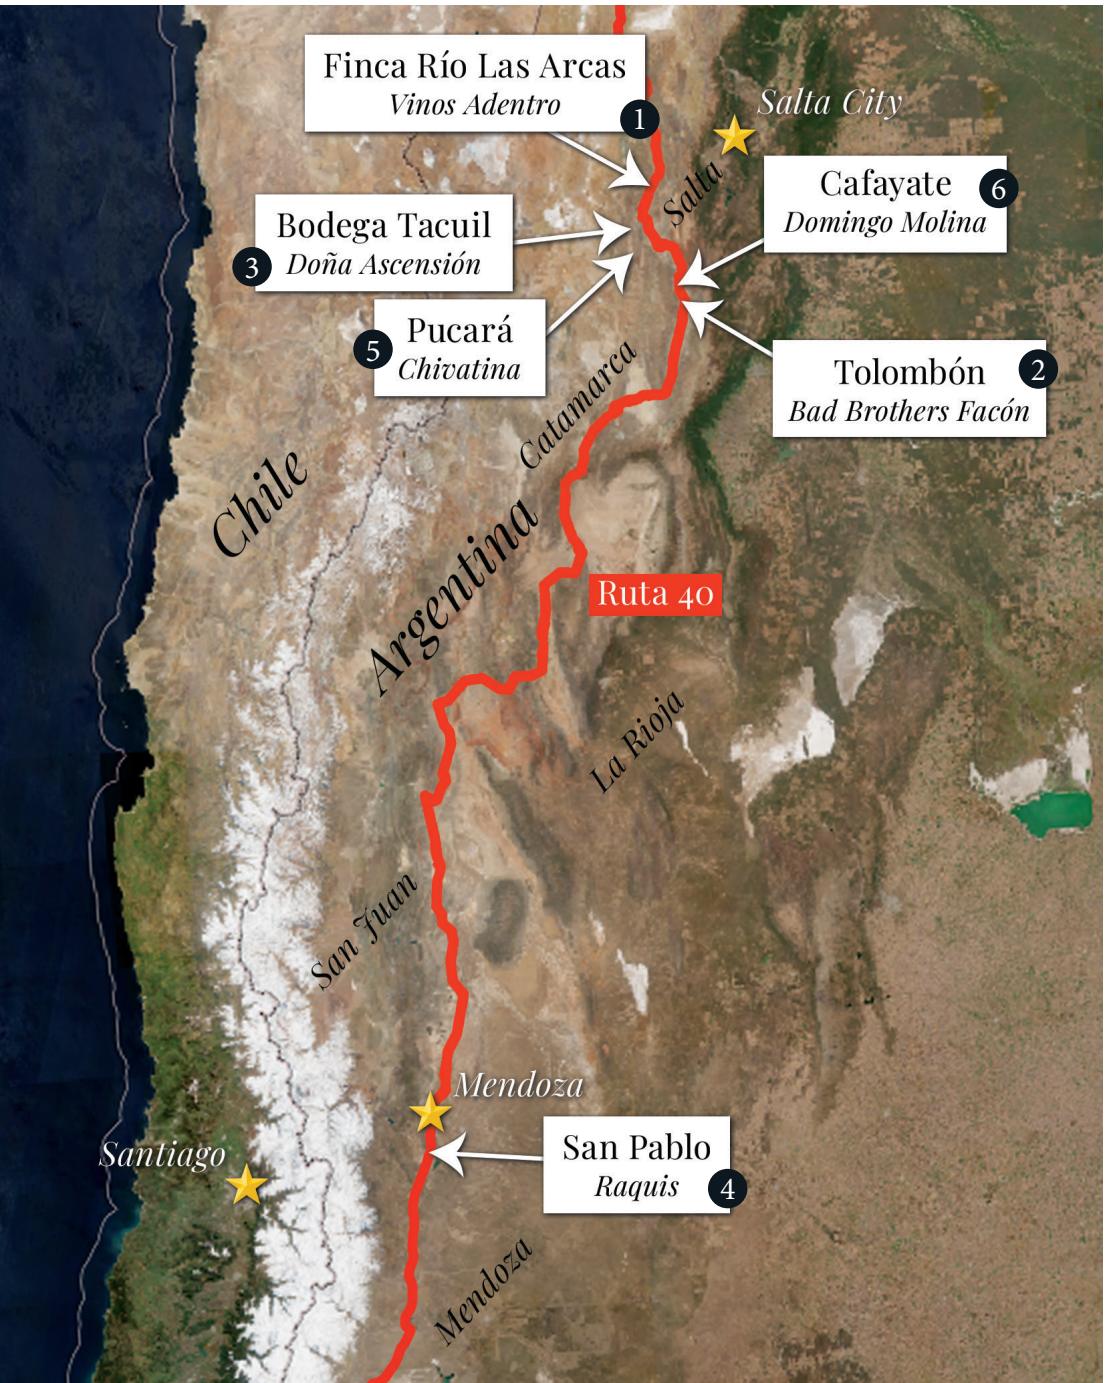 Finca Río Las Arcas
Vinos Adentro
1
Salta City
Salta
Cafayate
Domingo Molina
6
Bodega Tacuil
Doña Ascensión
3
Pucará
Chivatina
5
Tolombón
Bad Brothers Facón
2
Catamarca
Chile
Argentina
Ruta 40
La Rioja
San Juan
Mendoza
Santiago
San Pablo
Raquis
4
Mendoza